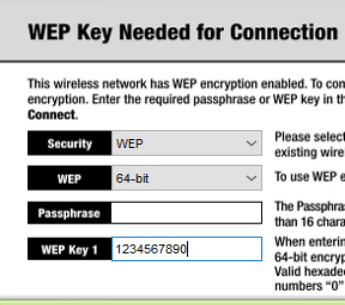 WEP Key Needed for Connection
This wireless network has WEP encryption enabled. To con
encryption. Enter the required passphrase or WEP key in th
Connect.
Security WEP
Please select
existing wire
WEP 64-bit
To use WEP e
Passphrase
The Passphra
than 16 chara
WEP Key 1 1234567890
When enterin
64-bit encryp
Valid hexade
numbers "0"